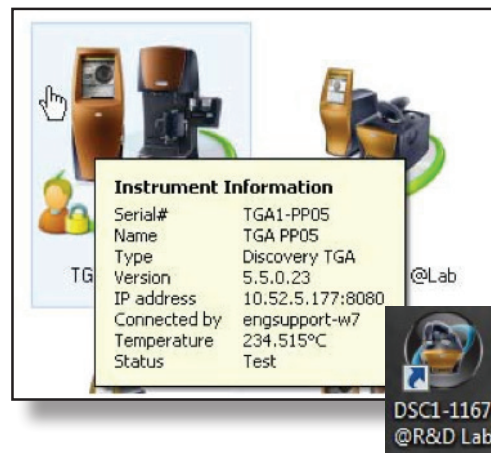 Instrument Information
Serial# TGA1-PP05
Name TGA PP05
Type Discovery TGA
Version 5.5.0.23
IP address 10.52.5.177:8080
Connected by engsupport-w7
Temperature 234.515°C
Status Test
TG
@Lab
DSC1-1167
@R&D Lab